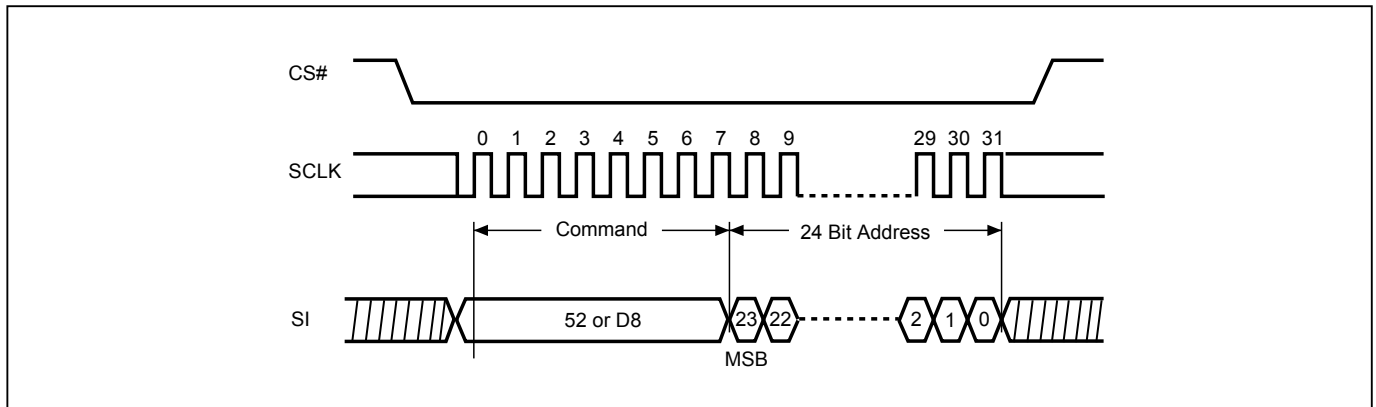 CS#
0 1 2 3 4 5 6 7 8 9 29 30 31
SCLK
Command 24 Bit Address
SI 52 or D8 23 22 2 1 0
MSB